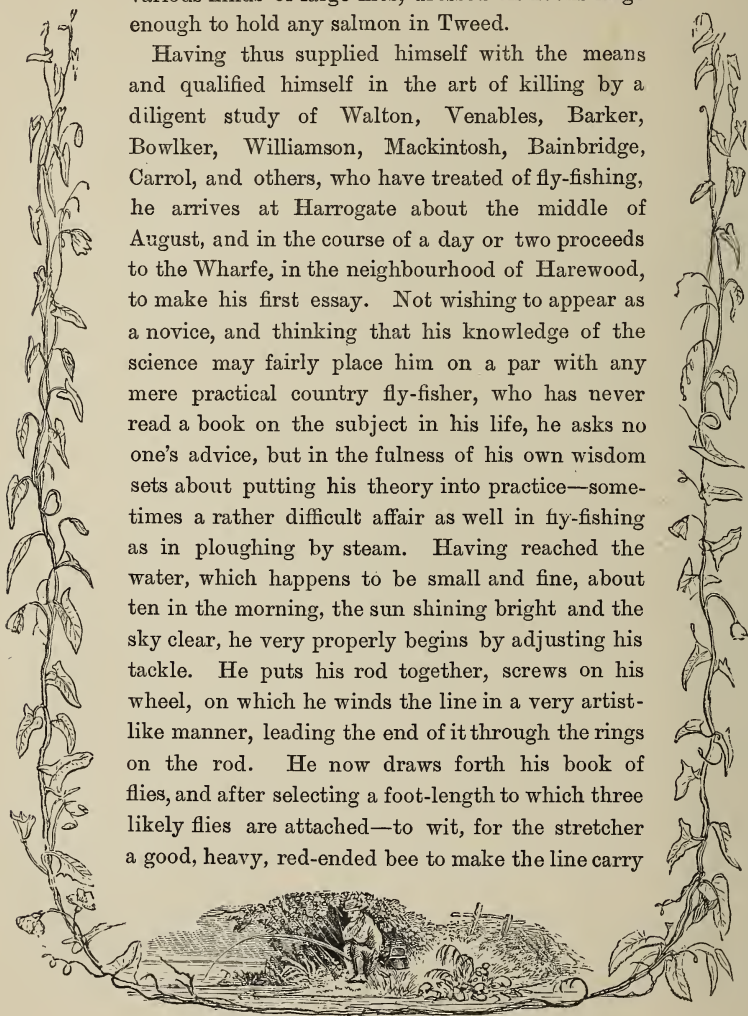 enough to hold any salmon in Tweed.
Having thus supplied himself with the means
and qualified himself in the art of killing by a
diligent study of Walton, Venables, Barker,
Bowlker, Williamson, Mackintosh, Bainbridge,
Carrol, and others, who have treated of fly-fishing,
he arrives at Harrogate about the middle of
August, and in the course of a day or two proceeds
to the Wharfe, in the neighbourhood of Harewood,
to make his first essay. Not wishing to appear as
a novice, and thinking that his knowledge of the
science may fairly place him on a par with any
mere practical country fly-fisher, who has never
read a book on the subject in his life, he asks no
one's advice, but in the fulness of his own wisdom
sets about putting his theory into practice—some-
times a rather difficult affair as well in fly-fishing
as in ploughing by steam. Having reached the
water, which happens to be small and fine, about
ten in the morning, the sun shining bright and the
sky clear, he very properly begins by adjusting his
tackle. He puts his rod together, screws on his
wheel, on which he winds the line in a very artist-
like manner, leading the end of it through the rings
on the rod. He now draws forth his book of
flies, and after selecting a foot-length to which three
likely flies are attached—to wit, for the stretcher
a good, heavy, red-ended bee to make the line carry